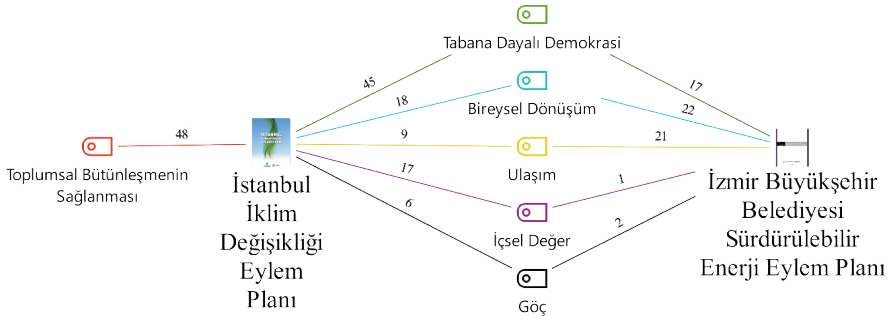 Tabana Dayalı Demokrasi
45
17
18
Bireysel Dönüşüm
22
48
9
21
Toplumsal Bütünleşmenin
Sağlanması
Ulaşım
17
1
İstanbul
İklim
Değişikliği
Eylem
Planı
İzmir Büyükşehir
Belediyesi
Sürdürülebilir
Enerji Eylem Planı
6
İçsel Değer
2
Göç